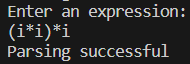 Enter an expression:
(i*i)*i
Parsing successful